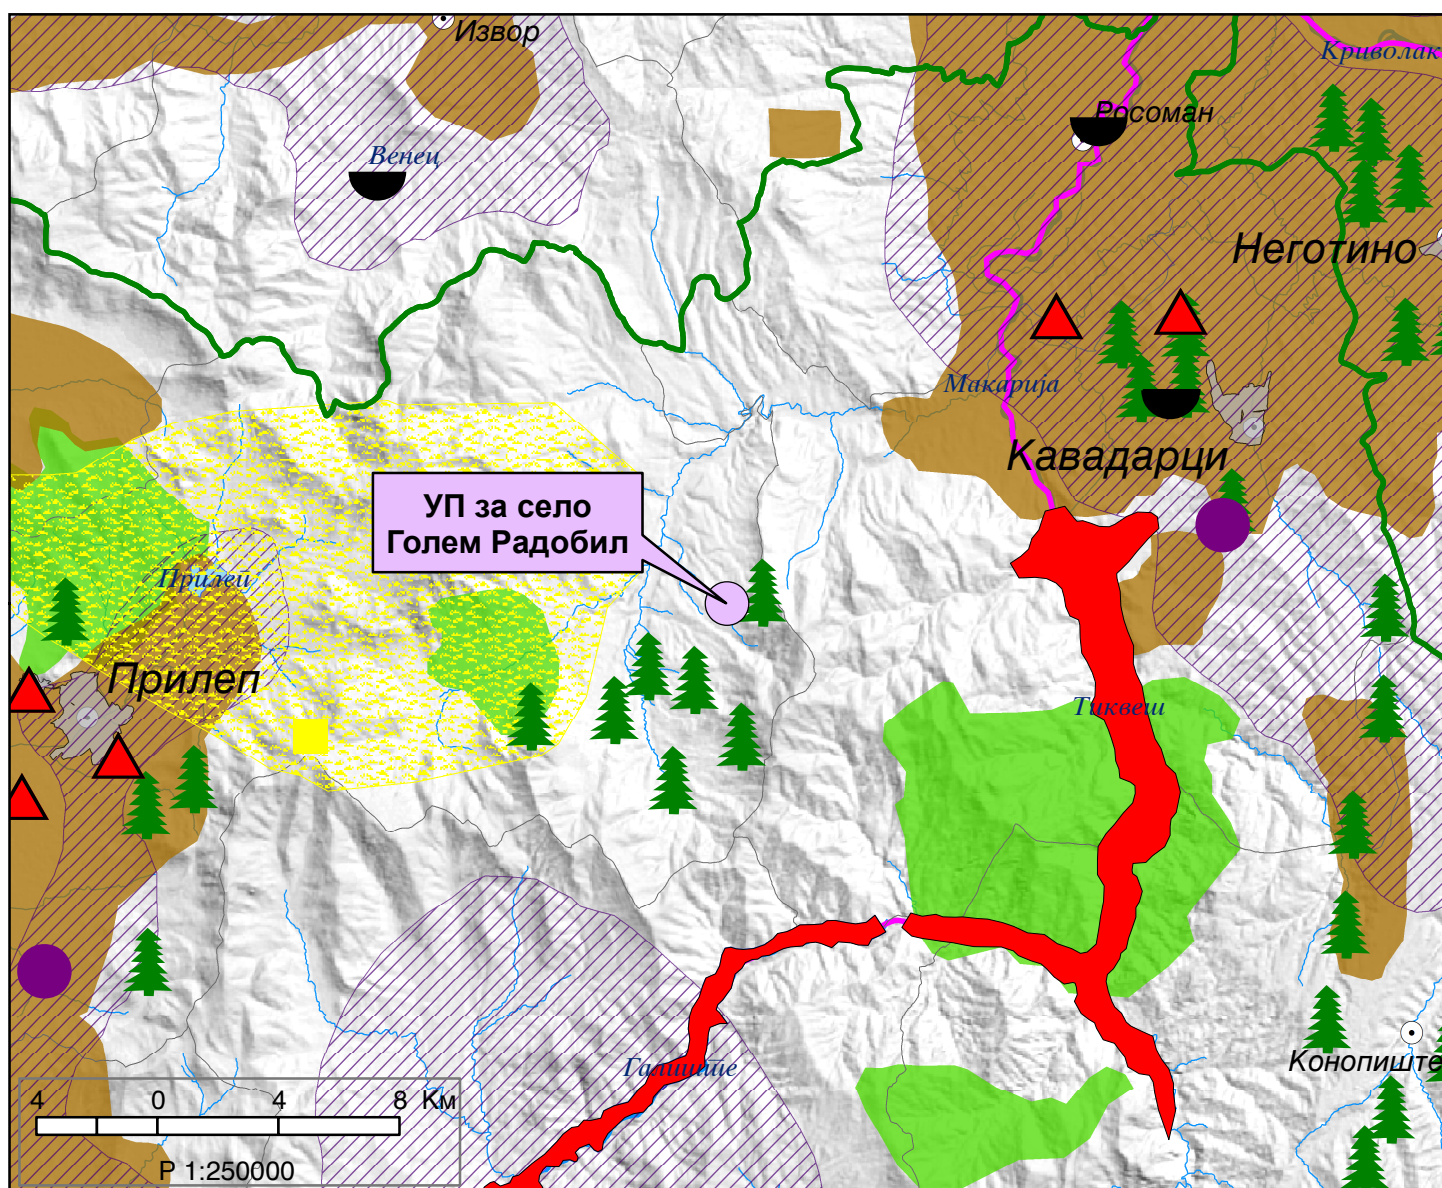 Извор
Криволак
Росоман
Венец
Неготино
Макарија
Кавадарци
УП за село
Голем Радобил
Прилеп
Прилеп
Тиквеш
Галиште
Конопиште
4 0 4 8 Км
Р 1:250000